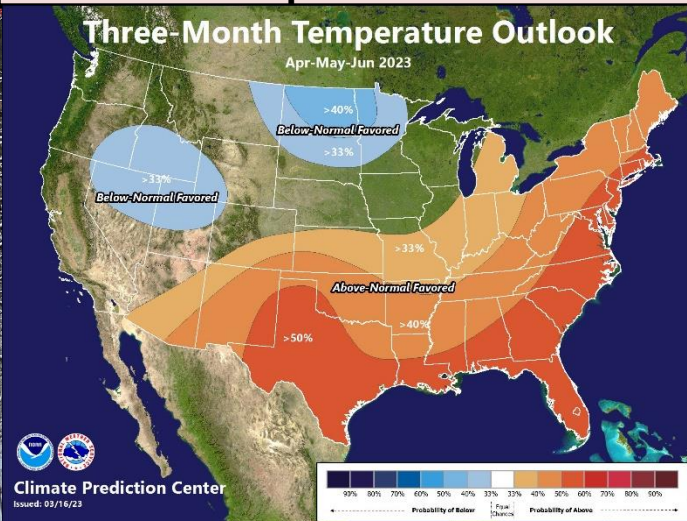 Three-Month Temperature Outlook
Apr-May-Jun 2023
>40%
Below-Normal Favored
>33%
>33%
Below-Normal Favored
>33%
Above-Normal Favored
>40%
>50%
Climate Prediction Center
Issued: 03/16/23
90% 80% 70% 60% 50% 40% 33% 33% 40% 50% 60% 70% 80% 90%
Probability of Below Equal Chances Probability of Above